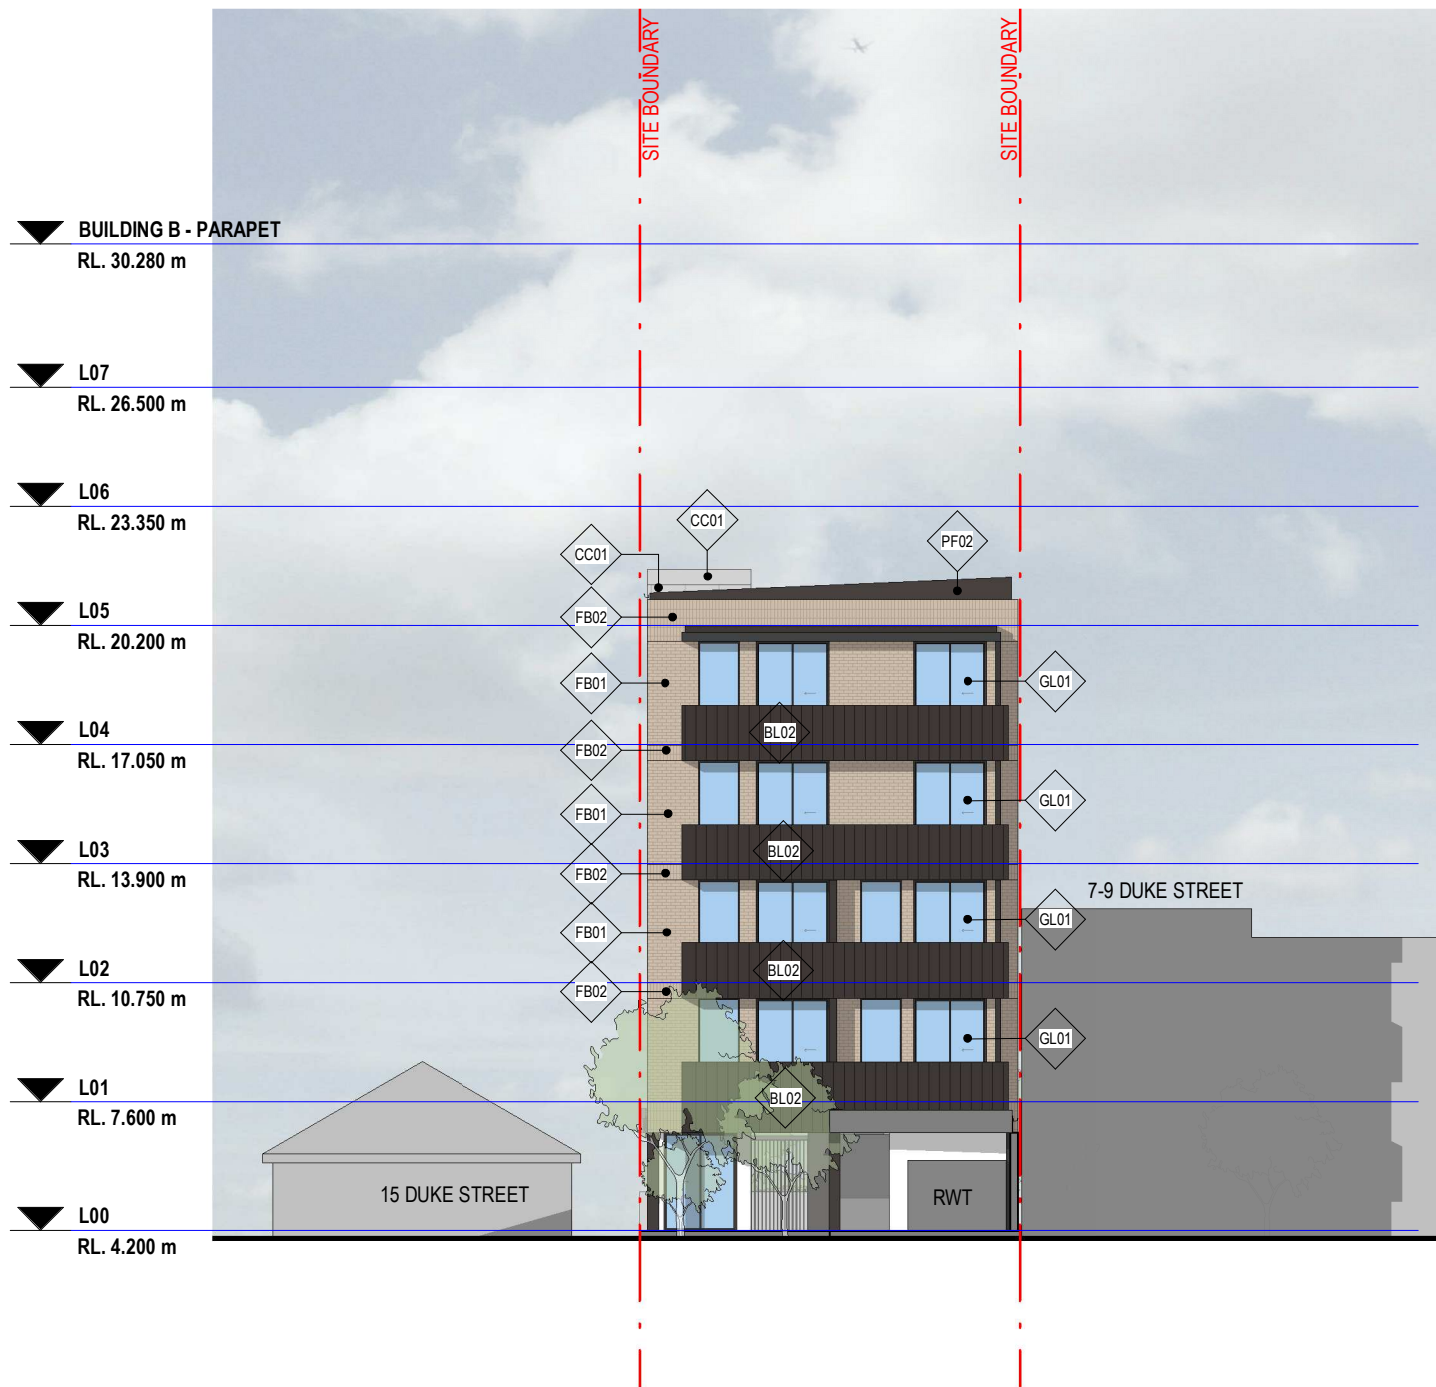 SITE BOUNDARY
SITE BOUNDARY
BUILDING B - PARAPET
RL. 30.280 m
L07
RL. 26.500 m
L06
RL. 23.350 m
CC01
PF02
CC01
L05
FB02
RL. 20.200 m
FB01
GL01
L04
BL02
FB02
RL. 17.050 m
GL01
FB01
L03
BL02
FB02
RL. 13.900 m
7-9 DUKE STREET
GL01
FB01
L02
BL02
FB02
RL. 10.750 m
GL01
L01
BL02
RL. 7.600 m
15 DUKE STREET
RWT
L00
RL. 4.200 m